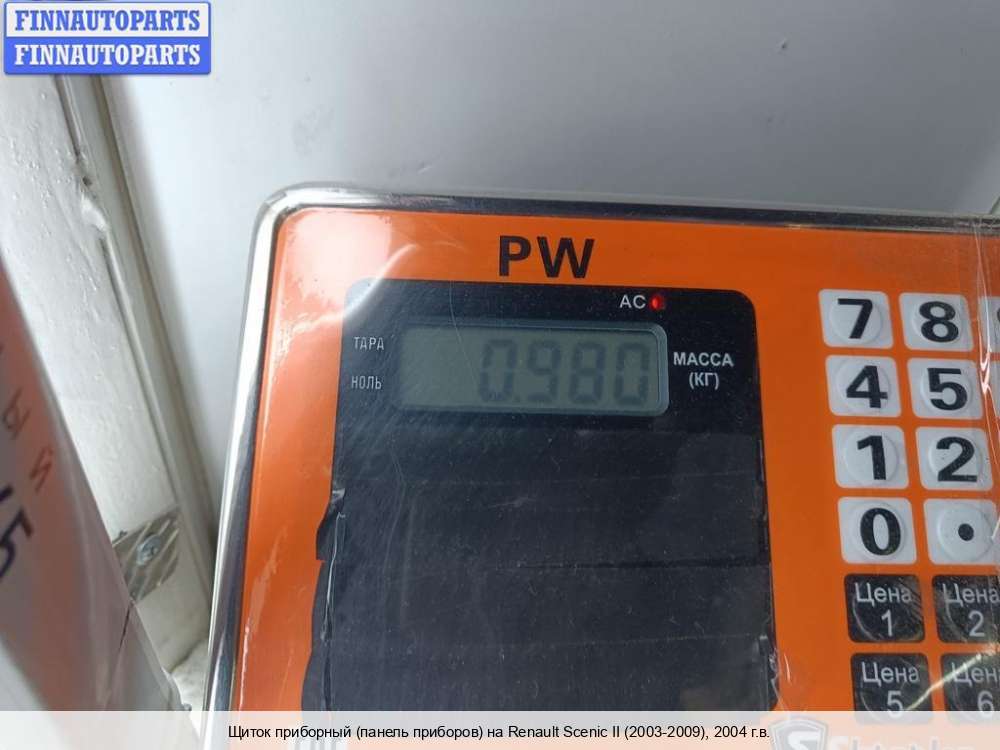 FINNAUTOPARTS
FINNAUTOPARTS
PW
AC
ТАРА
НОЛЬ
0.980
МАССА
(КГ)
7 8
4 5
1 2
0 •
Цена 1
Цена 2
Цена 5
Цена 6
Щиток приборный (панель приборов) на Renault Scenic II (2003-2009), 2004 г.в.